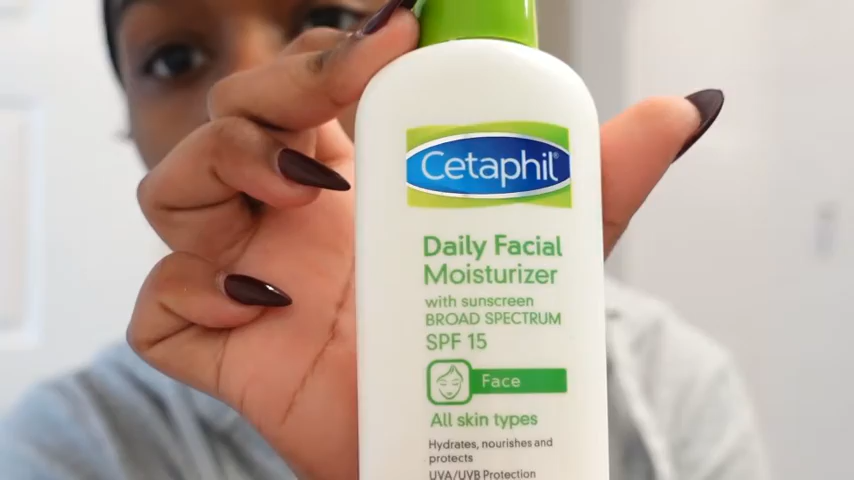 Cetaphil®
Daily Facial
Moisturizer
with sunscreen
BROAD SPECTRUM
SPF 15
Face
All skin types
Hydrates, nourishes and
protects
UVA/UVB Protection